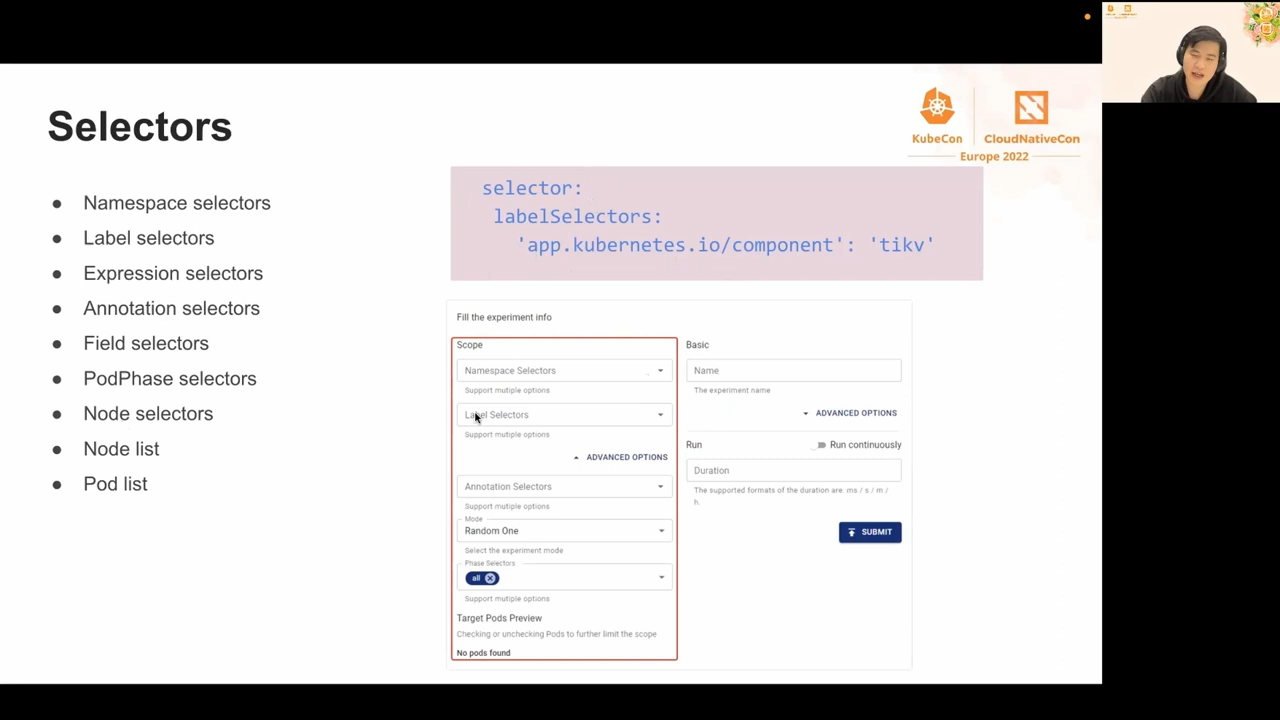 Selectors
KubeCon
CloudNativeCon
Europe 2022
● Namespace selectors
● Label selectors
● Expression selectors
● Annotation selectors
● Field selectors
● PodPhase selectors
● Node selectors
● Node list
● Pod list
selector:
labelSelectors:
'app.kubernetes.io/component': 'tikv'
Fill the experiment info
Scope
Namespace Selectors
Support mutiple options
Label Selectors
Support mutiple options
ADVANCED OPTIONS
Annotation Selectors
Support mutiple options
Mode
Random One
Select the experiment mode
Phase Selectors
all
Support mutiple options
Target Pods Preview
Checking or unchecking Pods to further limit the scope
No pods found
Basic
Name
The experiment name
ADVANCED OPTIONS
Run
Run continuously
Duration
The supported formats of the duration are: ms / s / m /
h.
SUBMIT